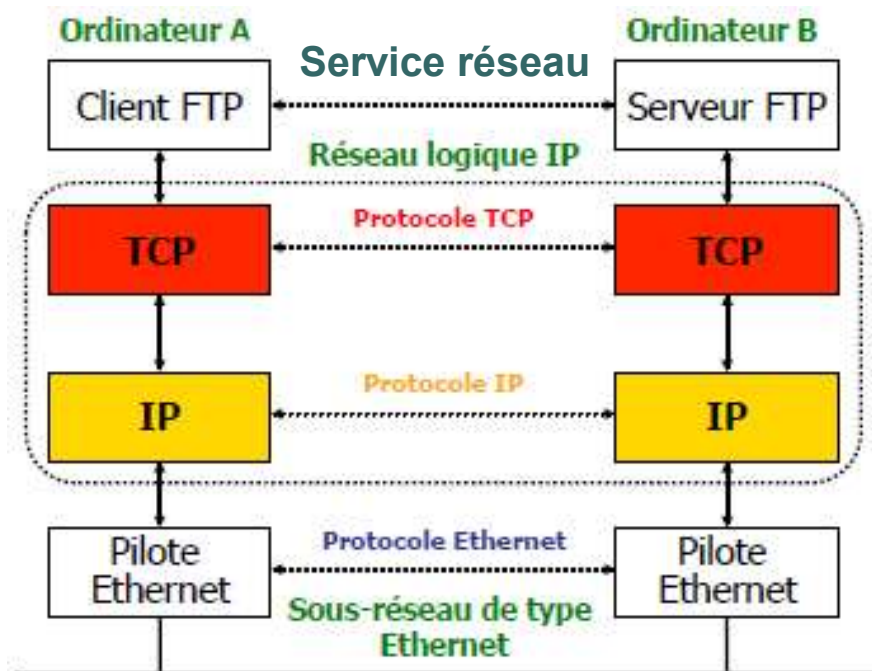 Ordinateur A
Ordinateur B
Service réseau
Client FTP
Serveur FTP
Réseau logique IP
TCP
Protocole TCP
TCP
IP
Protocole IP
IP
Pilote
Ethernet
Protocole Ethernet
Pilote
Ethernet
Sous-réseau de type
Ethernet